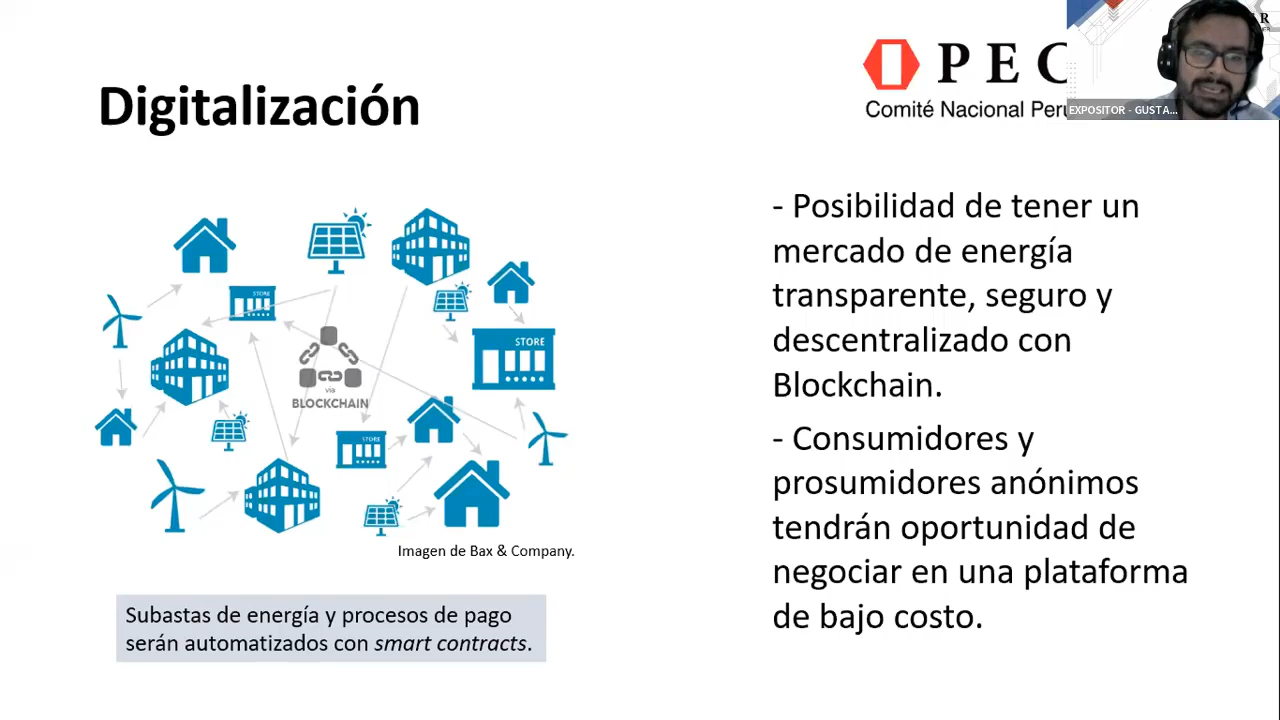 Digitalización
PEC
Comité Nacional
EXPOSITOR - GUSTA...
R
STORE
STORE
via
BLOCKCHAIN
STORE
Imagen de Bax & Company.
Subastas de energía y procesos de pago
serán automatizados con smart contracts.
- Posibilidad de tener un
mercado de energía
transparente, seguro y
descentralizado con
Blockchain.
- Consumidores y
prosumidores anónimos
tendrán oportunidad de
negociar en una plataforma
de bajo costo.